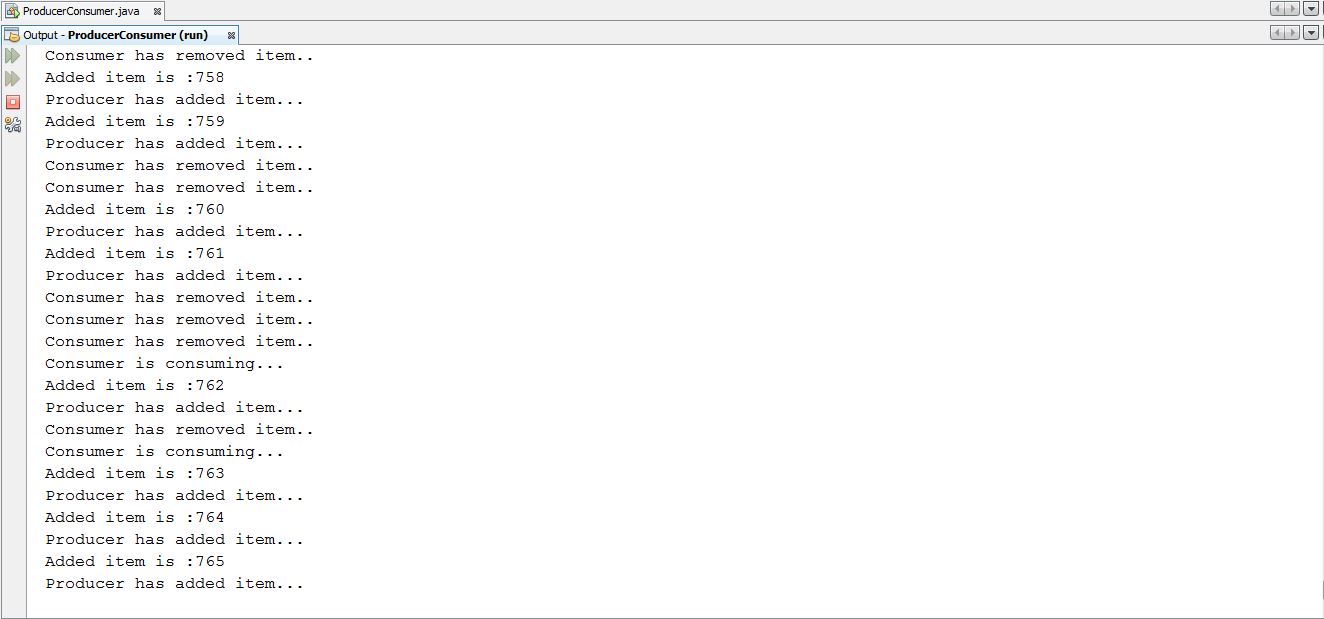 ProducerConsumer.java
Output - ProducerConsumer (run)
Consumer has removed item..
Added item is :758
Producer has added item...
Added item is :759
Producer has added item...
Consumer has removed item..
Consumer has removed item..
Added item is :760
Producer has added item...
Added item is :761
Producer has added item...
Consumer has removed item..
Consumer has removed item..
Consumer has removed item..
Consumer is consuming...
Added item is :762
Producer has added item...
Consumer has removed item..
Consumer is consuming...
Added item is :763
Producer has added item...
Added item is :764
Producer has added item...
Added item is :765
Producer has added item...